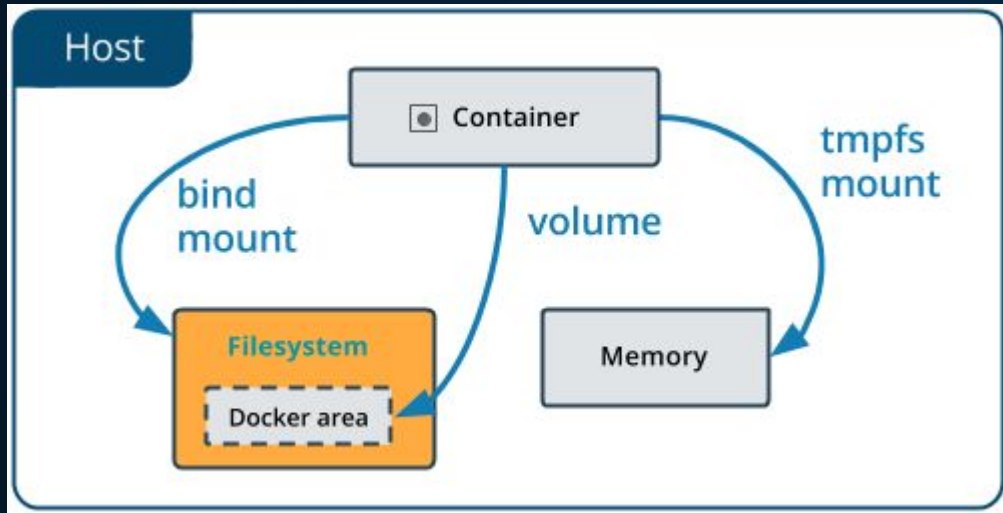 Host
Container
bind
mount
volume
tmpfs
mount
Filesystem
Docker area
Memory